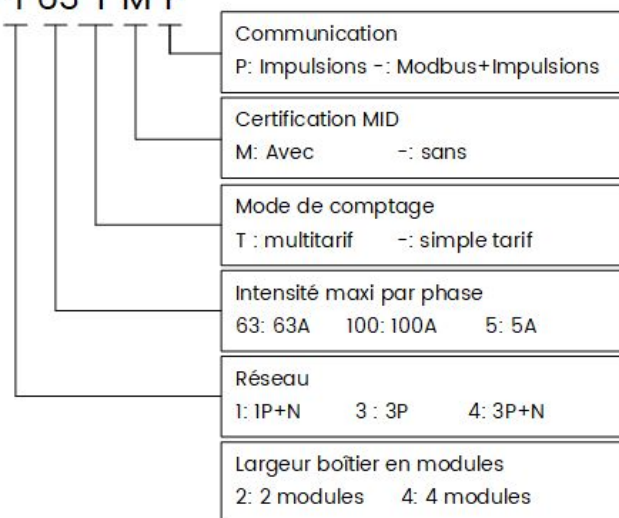 Communication
P: Impulsions -: Modbus+Impulsions
Certification MID
M: Avec -: sans
Mode de comptage
T : multitarif -: simple tarif
Intensité maxi par phase
63: 63A 100: 100A 5: 5A
Réseau
1: 1P+N 3 : 3P 4: 3P+N
Largeur boîtier en modules
2: 2 modules 4: 4 modules